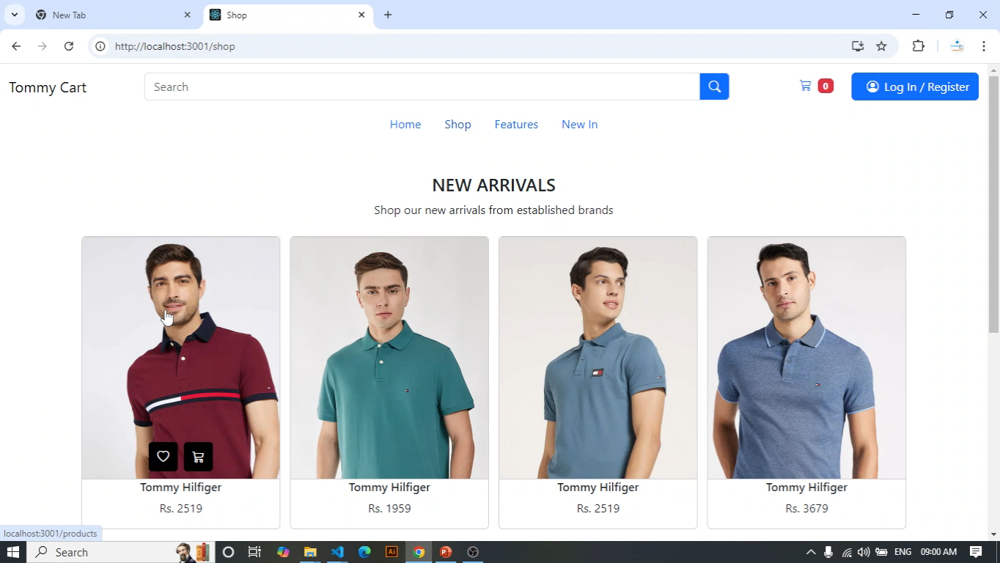 New Tab
Shop
http://localhost:3001/shop
Tommy Cart
Search
0
Log In / Register
Home
Shop
Features
New In
NEW ARRIVALS
Shop our new arrivals from established brands
Tommy Hilfiger
Rs. 2519
Tommy Hilfiger
Rs. 1959
Tommy Hilfiger
Rs. 2519
Tommy Hilfiger
Rs. 3679
localhost:3001/products
Search
Ai
P
ENG
09:00 AM